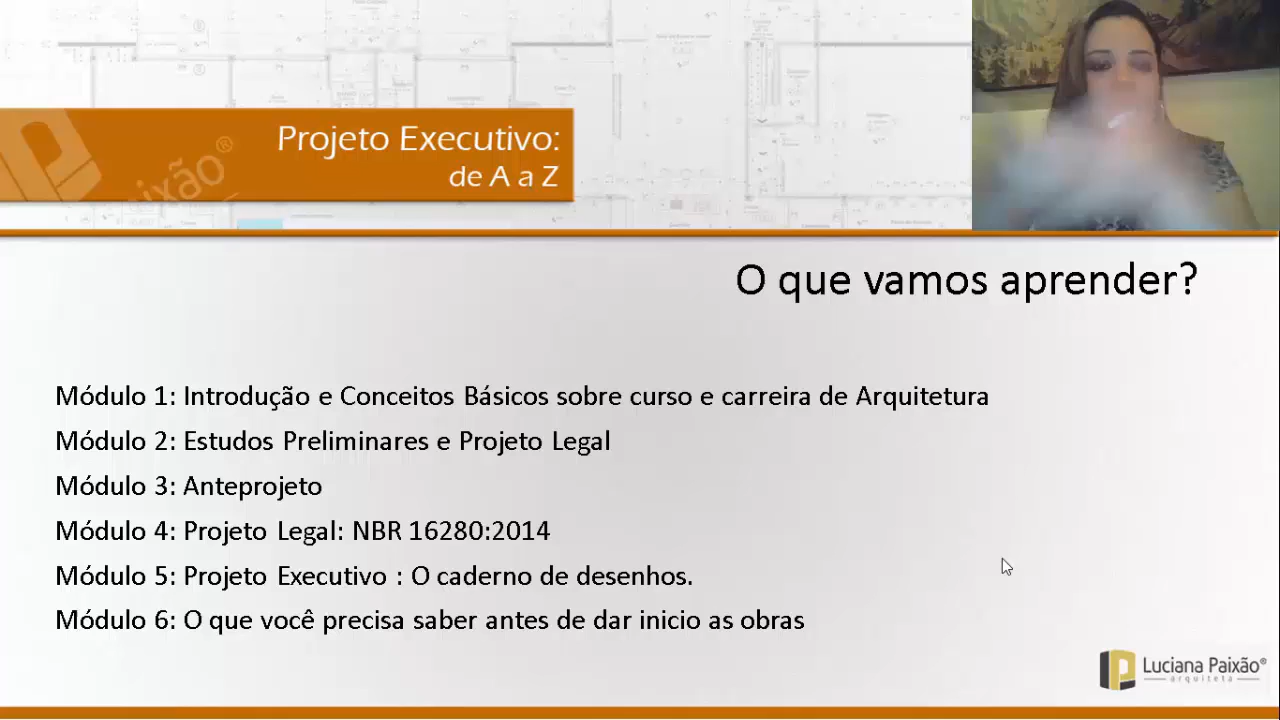 Projeto Executivo:
de A a Z
Paixão®
O que vamos aprender?
Módulo 1: Introdução e Conceitos Básicos sobre curso e carreira de Arquitetura
Módulo 2: Estudos Preliminares e Projeto Legal
Módulo 3: Anteprojeto
Módulo 4: Projeto Legal: NBR 16280:2014
Módulo 5: Projeto Executivo : O caderno de desenhos.
Módulo 6: O que você precisa saber antes de dar inicio as obras
Luciana Paixão®
arquiteta